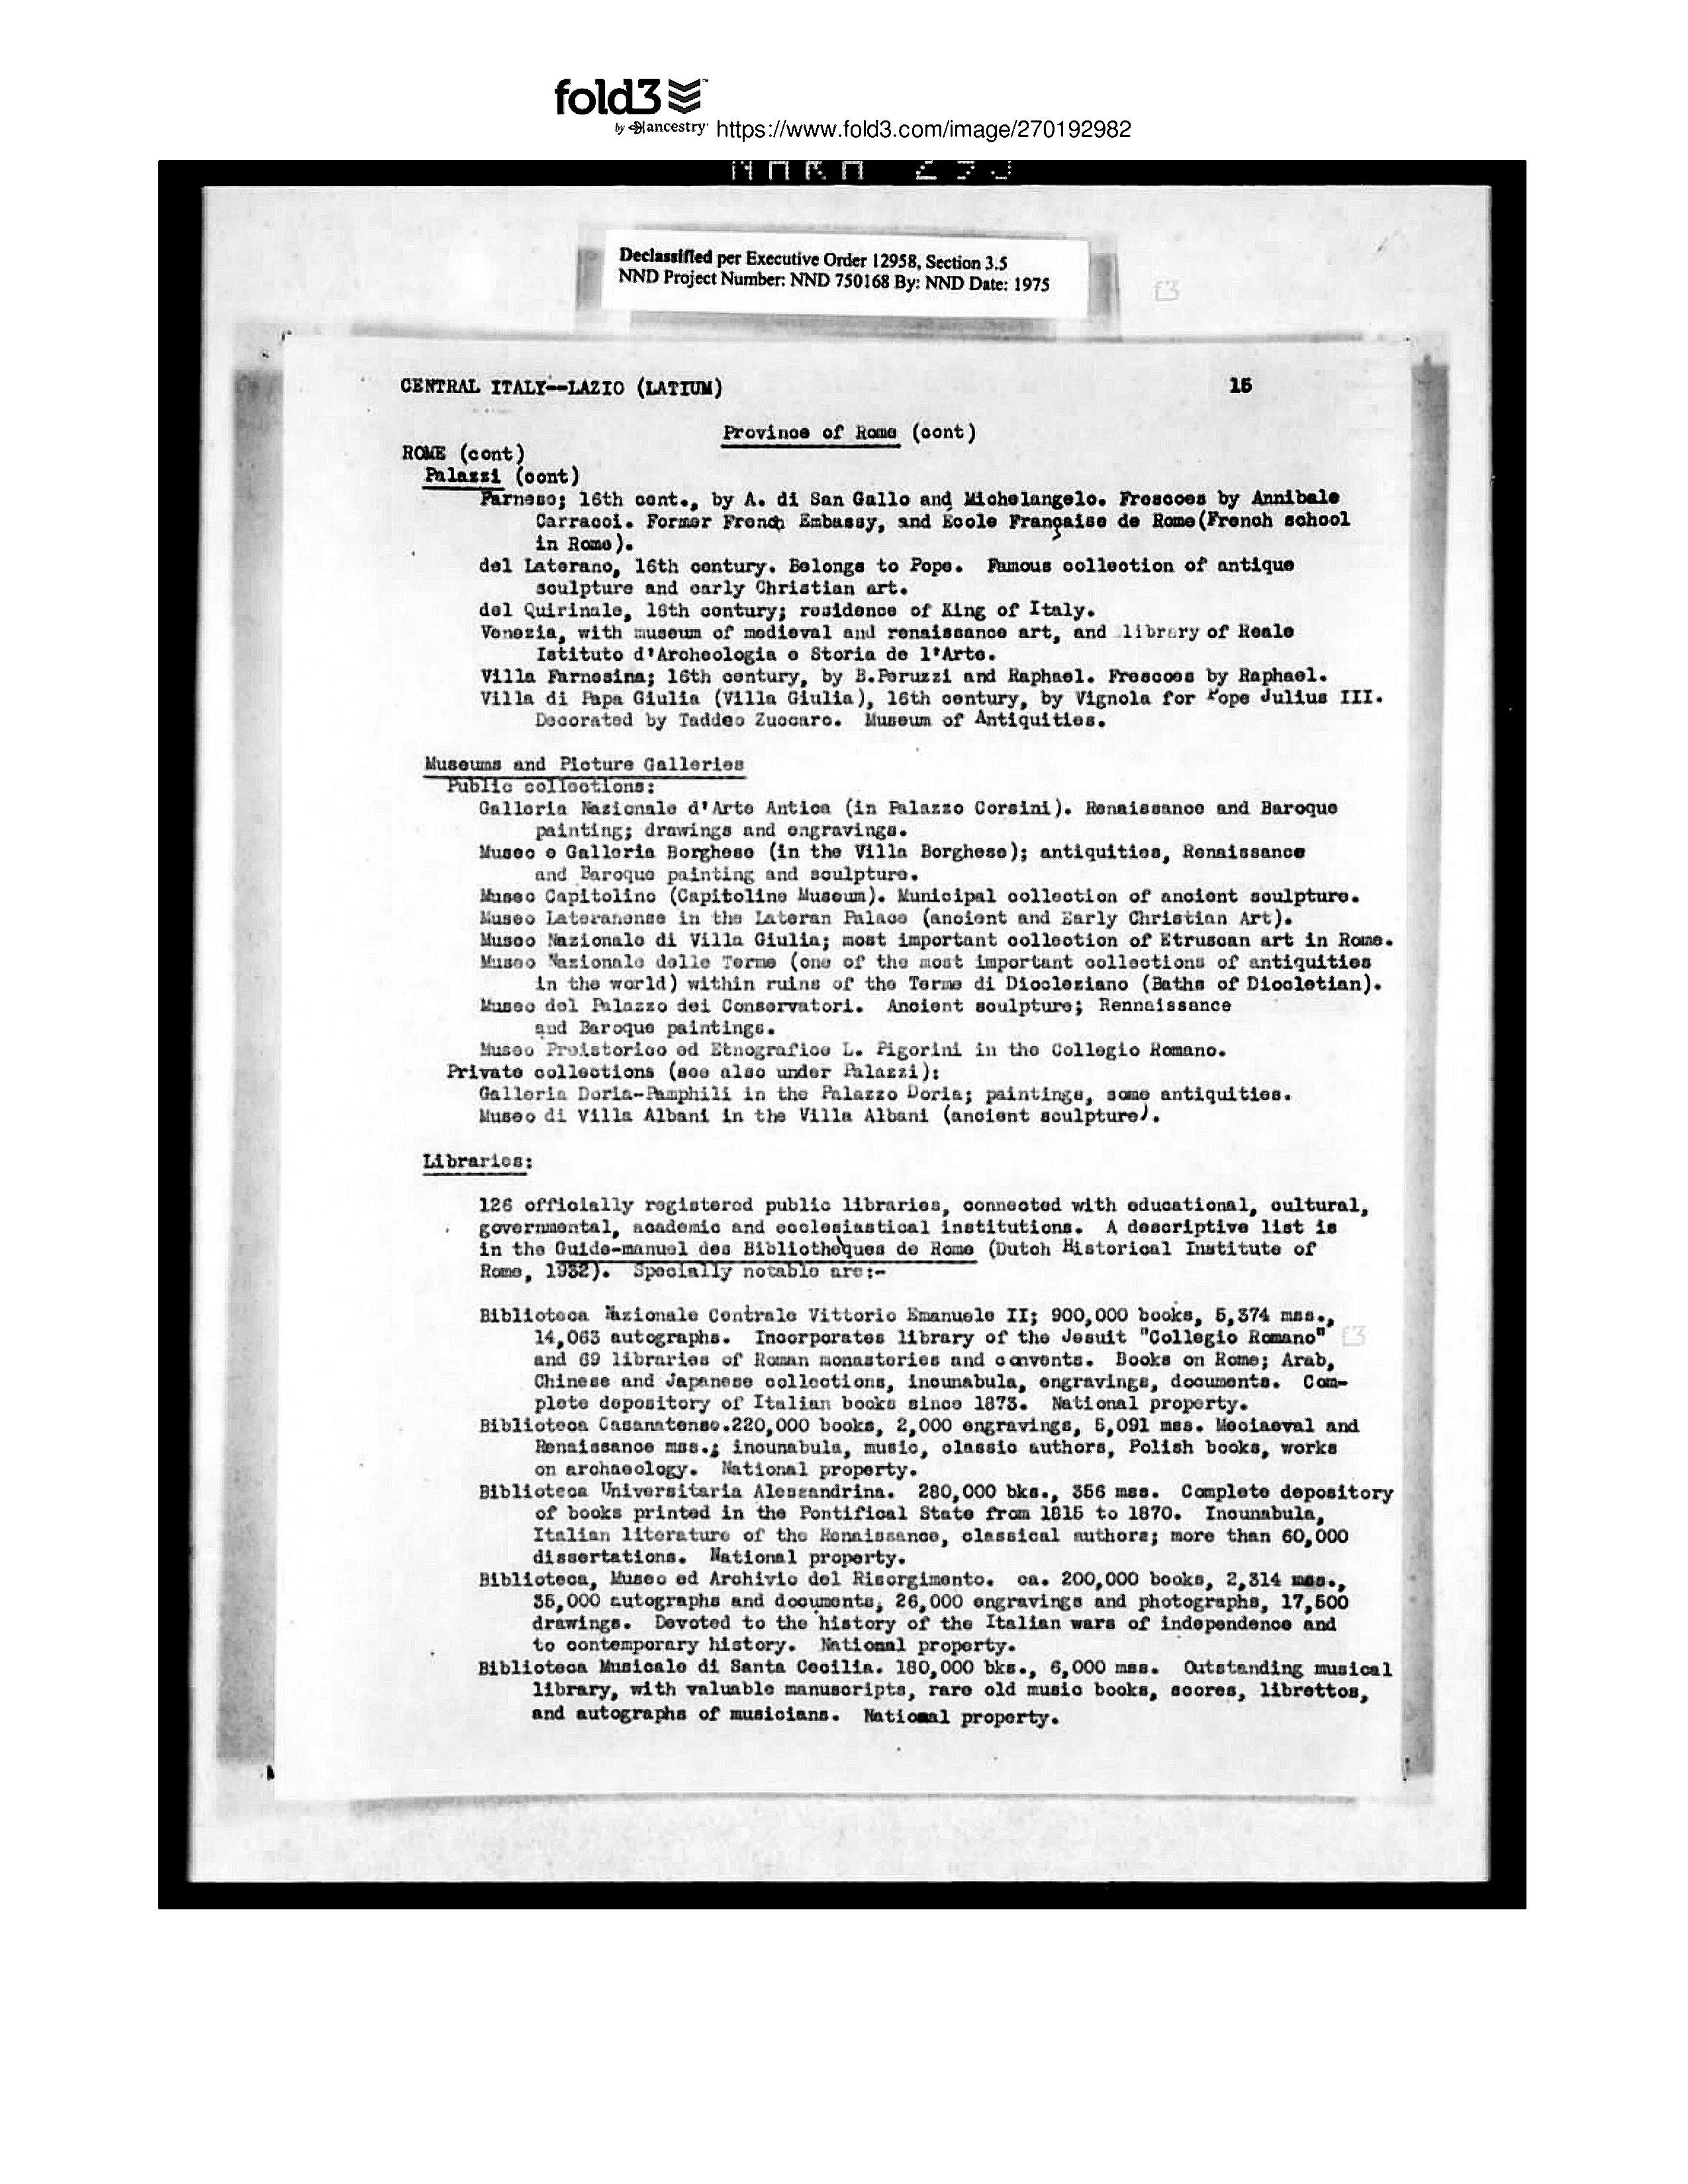 fold3
by ancestry https://www.fold3.com/image/270192982
NARA
Declassified per Executive Order 12958, Section 3.5
NND Project Number: NND 750168 By: NND Date: 1975
f3
CENTRAL ITALY--LAZIO (LATIUM) 15
Province of Rome (cont)
ROME (cont)
Palazzi (cont)
Farnese; 16th cent., by A. di San Gallo and Michelangelo. Frescoes by Annibale
Carracci. Former French Embassy, and École Française de Rome(French school
in Rome).
del Laterano, 16th century. Belongs to Pope. Famous collection of antique
sculpture and early Christian art.
del Quirinale, 16th century; residence of King of Italy.
Venezia, with museum of medieval and renaissance art, and library of Reale
Istituto d'Archeologia e Storia de l'Arte.
Villa Farnesina; 16th century, by B.Peruzzi and Raphael. Frescoes by Raphael.
Villa di Papa Giulia (Villa Giulia), 16th century, by Vignola for Pope Julius III.
Decorated by Taddeo Zuccaro. Museum of Antiquities.
Museums and Picture Galleries
Public collections:
Galleria Nazionale d'Arte Antica (in Palazzo Corsini). Renaissance and Baroque
painting; drawings and engravings.
Museo e Galleria Borghese (in the Villa Borghese); antiquities, Renaissance
and Baroque painting and sculpture.
Museo Capitolino (Capitoline Museum). Municipal collection of ancient sculpture.
Museo Lateranense in the Lateran Palace (ancient and Early Christian Art).
Museo Nazionale di Villa Giulia; most important collection of Etruscan art in Rome.
Museo Nazionale delle Terme (one of the most important collections of antiquities
in the world) within ruins of the Terme di Diocleziano (Baths of Diocletian).
Museo del Palazzo dei Conservatori. Ancient sculpture; Rennaissance
and Baroque paintings.
Museo Preistorico ed Etnografico L. Pigorini in the Collegio Romano.
Private collections (see also under Palazzi):
Galleria Doria-Pamphili in the Palazzo Doria; paintings, some antiquities.
Museo di Villa Albani in the Villa Albani (ancient sculpture).
Libraries:
126 officially registered public libraries, connected with educational, cultural,
governmental, academic and ecclesiastical institutions. A descriptive list is
in the Guide-manuel des Bibliothèques de Rome (Dutch Historical Institute of
Rome, 1932). Specially notable are:-
Biblioteca Nazionale Centrale Vittorio Emanuele II; 900,000 books, 5,374 mss.,
14,063 autographs. Incorporates library of the Jesuit "Collegio Romano" f3
and 69 libraries of Roman monasteries and convents. Books on Rome; Arab,
Chinese and Japanese collections, incunabula, engravings, documents. Com-
plete depository of Italian books since 1873. National property.
Biblioteca Casanatense.220,000 books, 2,000 engravings, 5,091 mss. Meciaeval and
Renaissance mss.; incunabula, music, classic authors, Polish books, works
on archaeology. National property.
Biblioteca Universitaria Alessandrina. 280,000 bks., 356 mss. Complete depository
of books printed in the Pontifical State from 1815 to 1870. Incunabula,
Italian literature of the Renaissance, classical authors; more than 60,000
dissertations. National property.
Biblioteca, Museo ed Archivio del Risorgimento. ca. 200,000 books, 2,314 mss.,
35,000 autographs and documents, 26,000 engravings and photographs, 17,500
drawings. Devoted to the history of the Italian wars of independence and
to contemporary history. National property.
Biblioteca Musicale di Santa Cecilia. 180,000 bks., 6,000 mss. Outstanding musical
library, with valuable manuscripts, rare old music books, scores, librettos,
and autographs of musicians. National property.